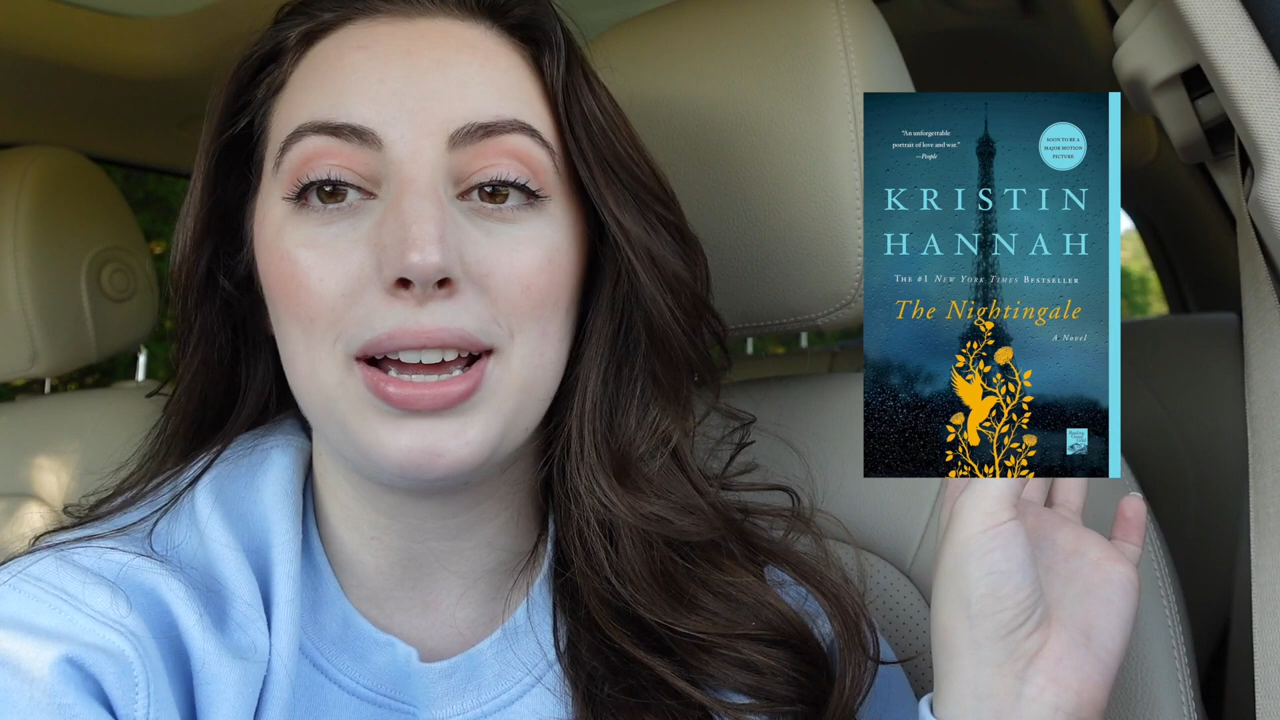 "An unforgettable
portrait of love and war."
—People
SOON TO BE A
MAJOR MOTION
PICTURE
KRISTIN
HANNAH
THE #1 NEW YORK TIMES BESTSELLER
The Nightingale
A Novel